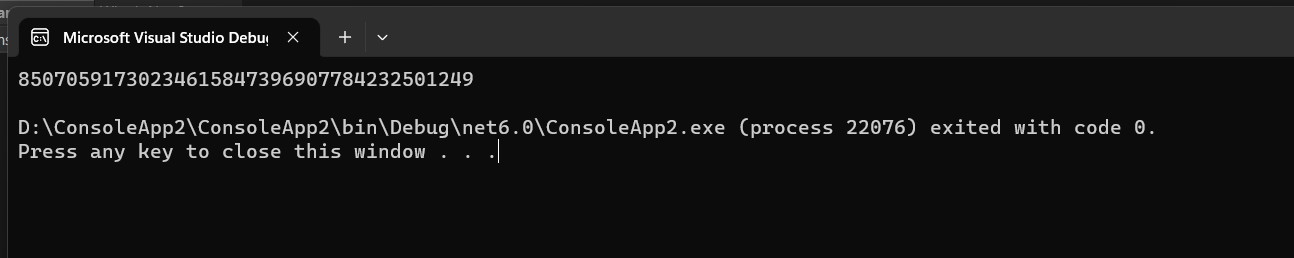 Microsoft Visual Studio Debu
85070591730234615847396907784232501249
D:\ConsoleApp2\ConsoleApp2\bin\Debug\net6.0\ConsoleApp2.exe (process 22076) exited with code 0.
Press any key to close this window . . .